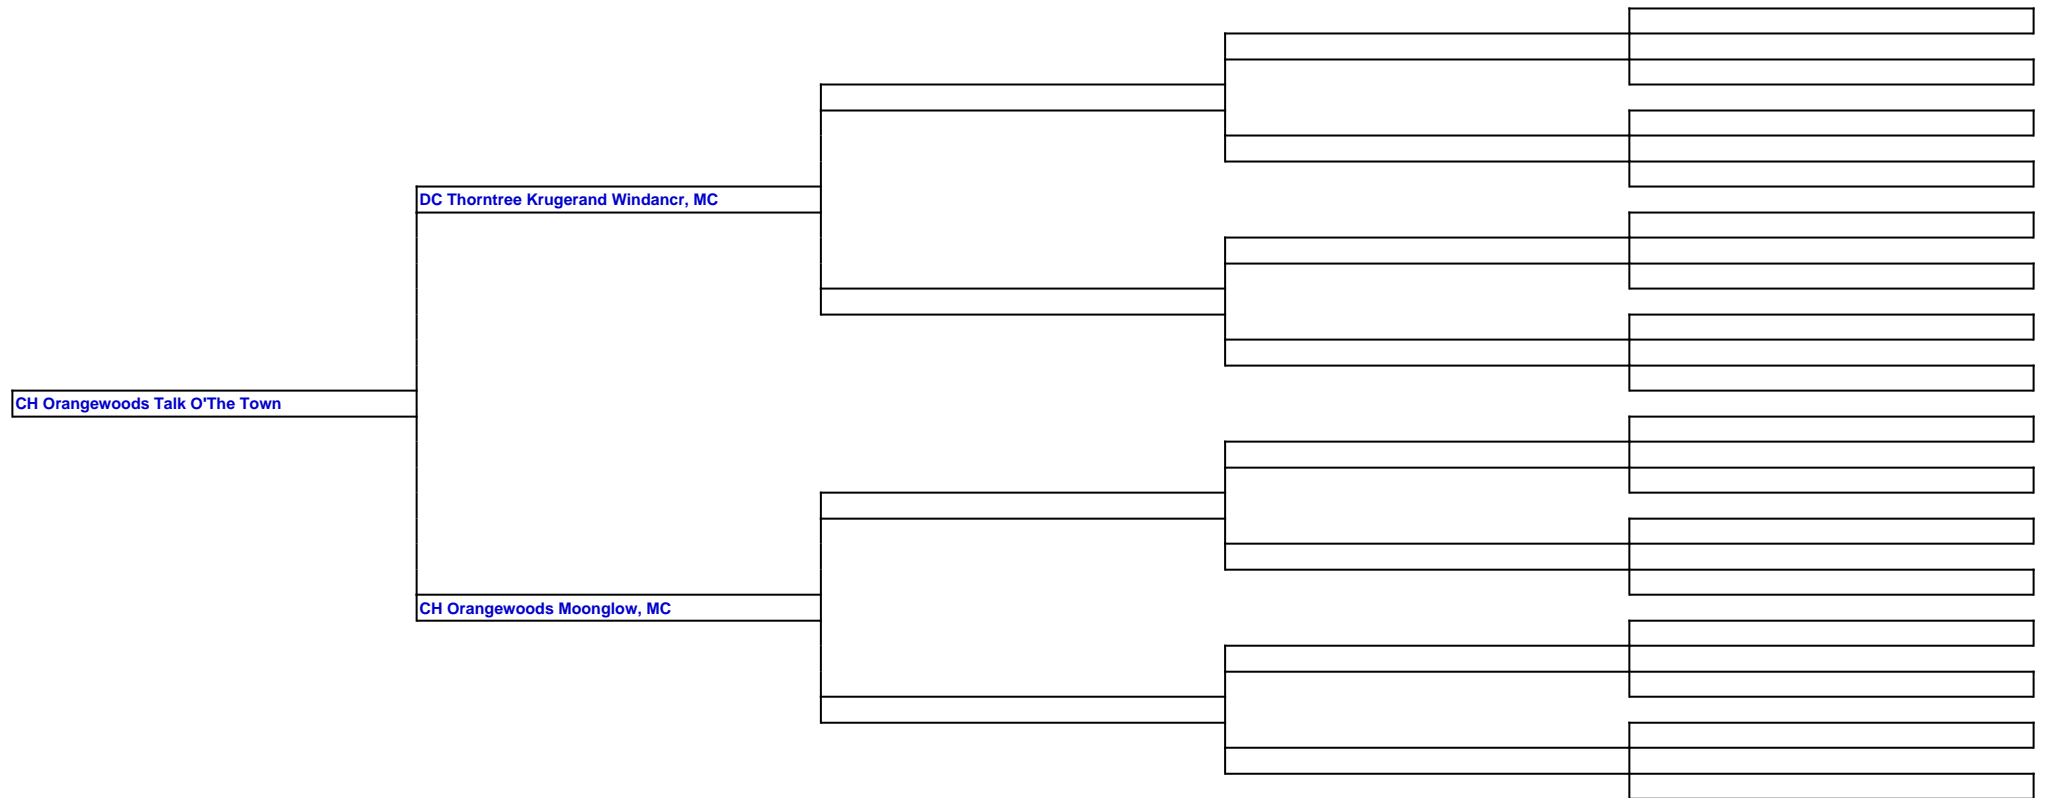 DC Thorntree Krugerand Windancr, MC
CH Orangewoods Talk O'The Town
CH Orangewoods Moonglow, MC